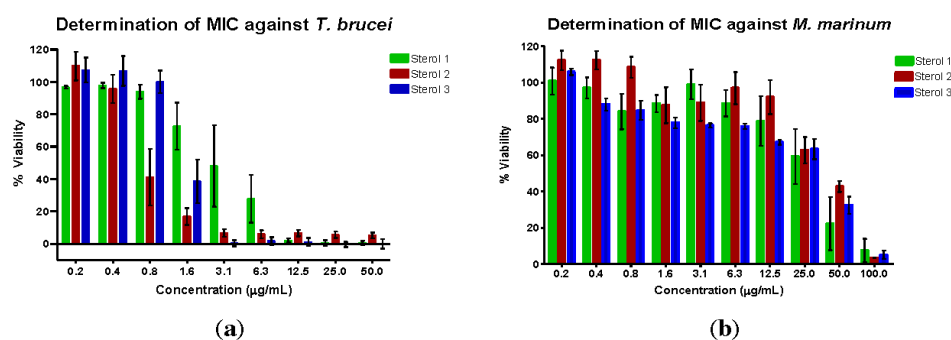 Determination of MIC against T. brucei
120
100
80
60
40
20
0
% Viability
Sterol 1
Sterol 2
Sterol 3
0.2 0.4 0.8 1.6 3.1 6.3 12.5 25.0 50.0
Concentration (µg/mL)
(a)
Determination of MIC against M. marinum
120
100
80
60
40
20
0
% Viability
Sterol 1
Sterol 2
Sterol 3
0.2 0.4 0.8 1.6 3.1 6.3 12.5 25.0 50.0 100.0
Concentration (µg/mL)
(b)